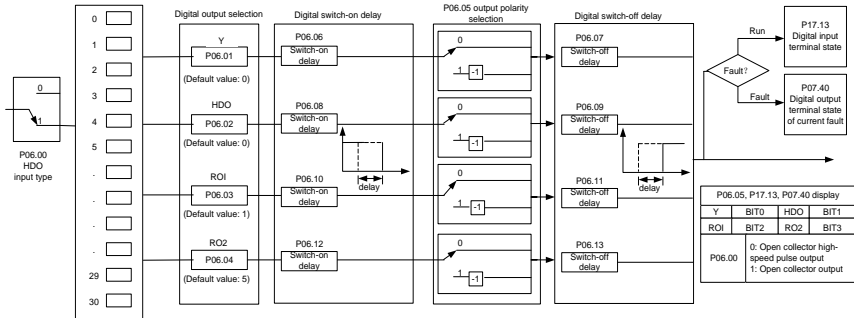 0
1
2
3
4
5
.
.
.
.
29
30
0
1
P06.00
HDO
input type
Digital output selection
Y
P06.01
(Default value: 0)
HDO
P06.02
(Default value: 0)
ROI
P06.03
(Default value: 1)
RO2
P06.04
(Default value: 5)
Digital switch-on delay
P06.06
Switch-on
delay
P06.08
Switch-on
delay
delay
P06.10
Switch-on
delay
P06.12
Switch-on
delay
P06.05 output polarity
selection
0
1
-1
0
1
-1
0
1
-1
0
1
-1
Digital switch-off delay
P06.07
Switch-off
delay
P06.09
Switch-off
delay
delay
P06.11
Switch-off
delay
P06.13
Switch-off
delay
Run
Fault?
Fault
P17.13
Digital input
terminal state
P07.40
Digital output
terminal state
of current fault
P06.05, P17.13, P07.40 display
Y BIT0 HDO BIT1
ROI BIT2 RO2 BIT3
P06.00
0: Open collector high-
speed pulse output
1: Open collector output